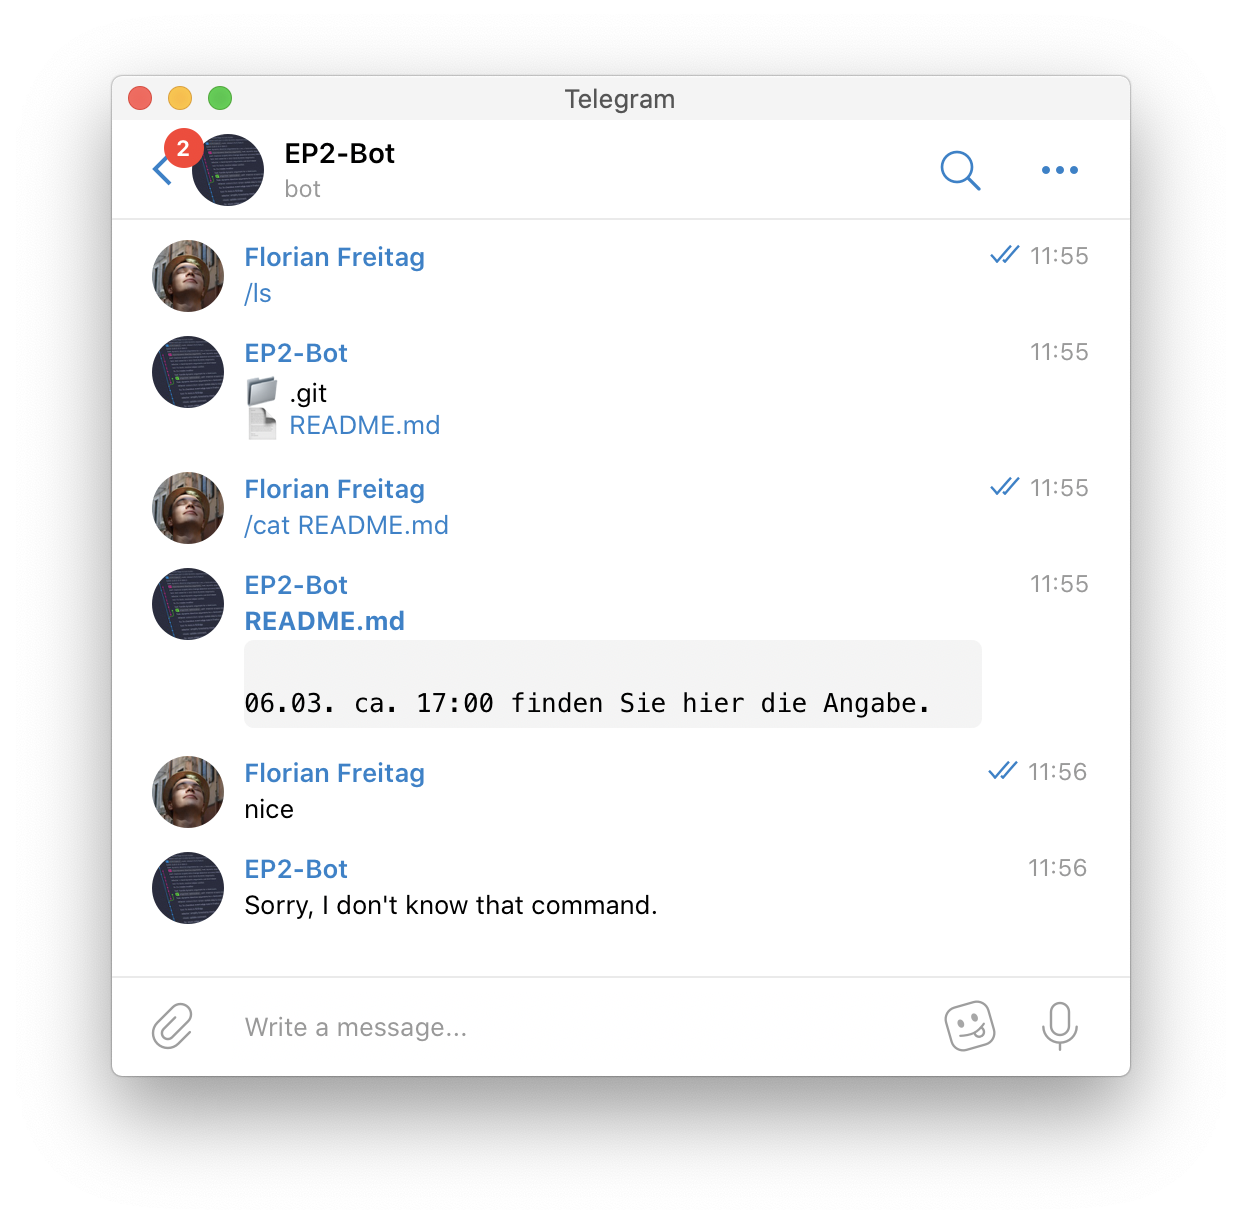 Telegram
2
EP2-Bot
bot
Florian Freitag 11:55
/ls
EP2-Bot 11:55
.git
README.md
Florian Freitag 11:55
/cat README.md
EP2-Bot 11:55
README.md
06.03. ca. 17:00 finden Sie hier die Angabe.
Florian Freitag 11:56
nice
EP2-Bot 11:56
Sorry, I don't know that command.
Write a message...